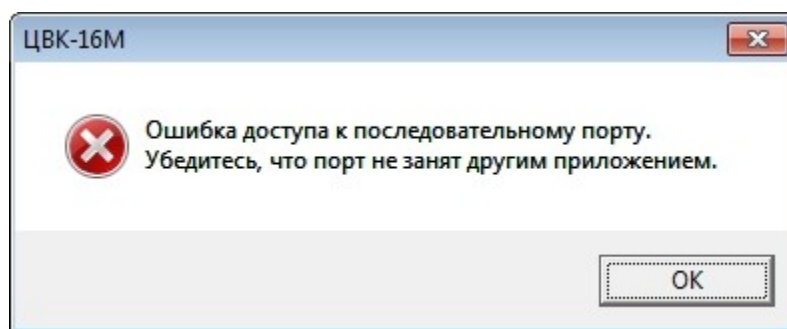 ЦВК-16М
Ошибка доступа к последовательному порту.
Убедитесь, что порт не занят другим приложением.
OK